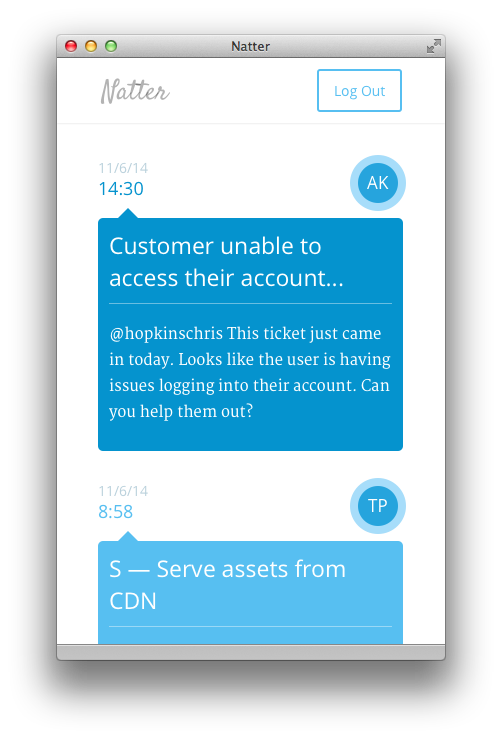 Natter
Natter
Log Out
11/6/14
14:30
AK
Customer unable to
access their account...
@hopkinschris This ticket just came
in today. Looks like the user is having
issues logging into their account. Can
you help them out?
11/6/14
8:58
TP
S — Serve assets from
CDN